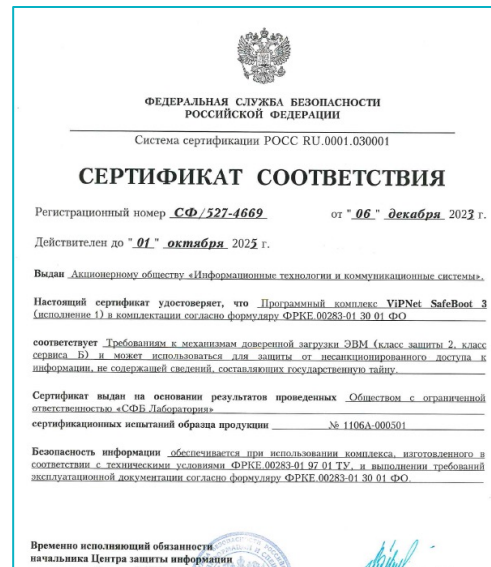 ФЕДЕРАЛЬНАЯ СЛУЖБА БЕЗОПАСНОСТИ
РОССИЙСКОЙ ФЕДЕРАЦИИ
Система сертификации РОСС RU.0001.030001
СЕРТИФИКАТ СООТВЕТСТВИЯ
Регистрационный номер СФ/527-4669 от "06" декабря 2023 г.
Действителен до "01" октября 2025 г.
Выдан Акционерному обществу «Информационные технологии и коммуникационные системы».
Настоящий сертификат удостоверяет, что Программный комплекс ViPNet SafeBoot 3
(исполнение 1) в комплектации согласно формуляру ФРКЕ.00283-01 30 01 ФО
соответствует Требованиям к механизмам доверенной загрузки ЭВМ (класс защиты 2, класс
сервиса Б) и может использоваться для защиты от несанкционированного доступа к
информации, не содержащей сведений, составляющих государственную тайну.
Сертификат выдан на основании результатов проведенных Обществом с ограниченной
ответственностью «СФБ Лаборатория»
сертификационных испытаний образца продукции № 1106А-000501
Безопасность информации обеспечивается при использовании комплекса, изготовленного в
соответствии с техническими условиями ФРКЕ.00283-01 97 01 ТУ, и выполнении требований
эксплуатационной документации согласно формуляру ФРКЕ.00283-01 30 01 ФО.
Временно исполняющий обязанности
начальника Центра защиты информации